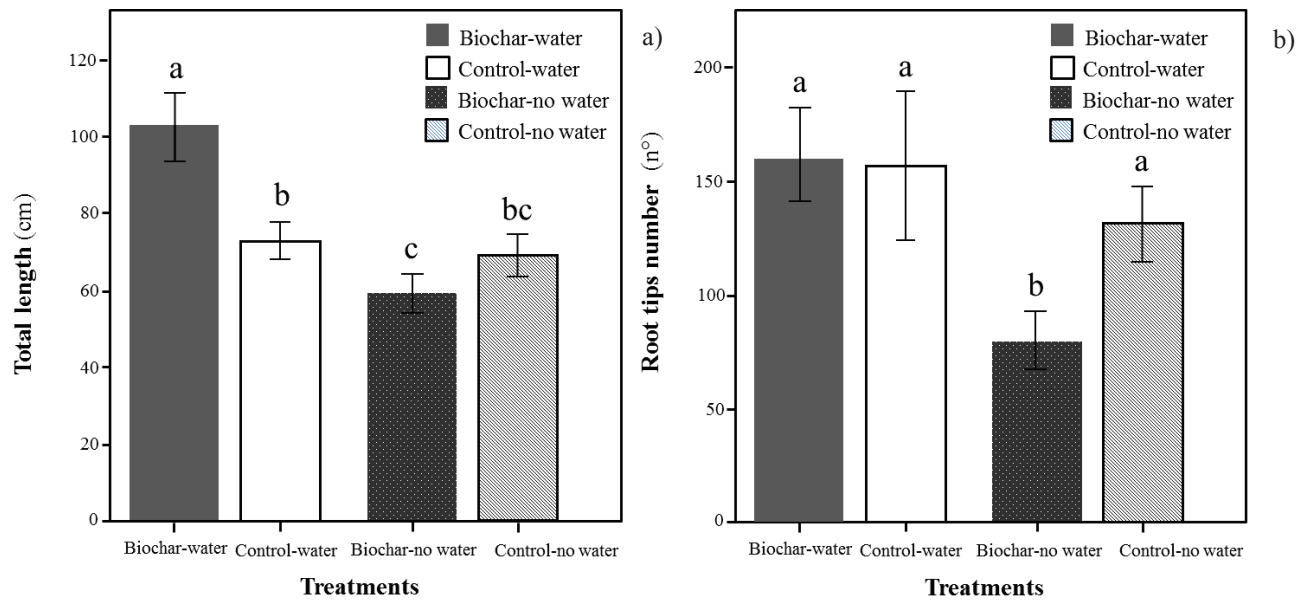 a)
Total length (cm)
120
100
80
60
40
20
0
Biochar-water
Control-water
Biochar-no water
Control-no water
a
b
c
bc
Biochar-water
Control-water
Biochar-no water
Control-no water
Treatments
b)
Root tips number (n°)
200
150
100
50
0
Biochar-water
Control-water
Biochar-no water
Control-no water
a
a
b
a
Biochar-water
Control-water
Biochar-no water
Control-no water
Treatments